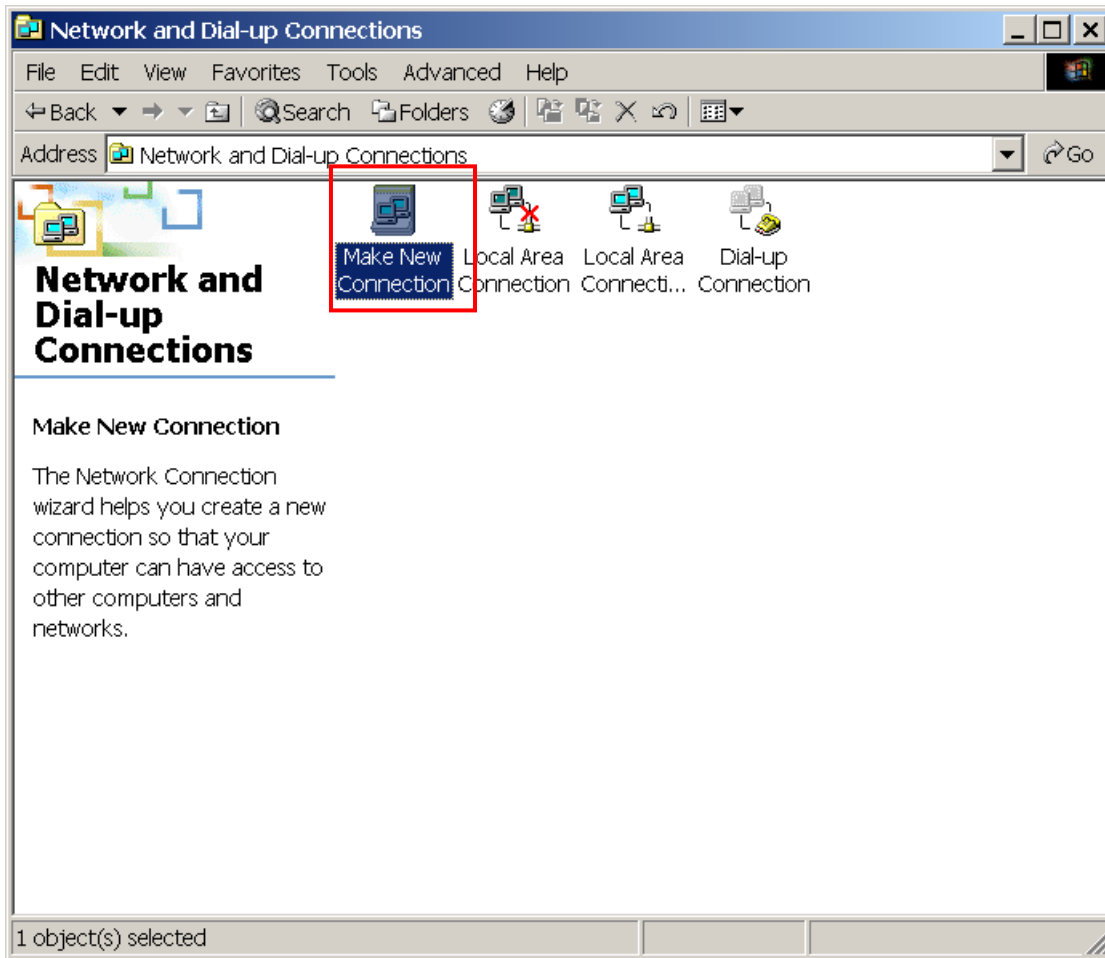 Network and Dial-up Connections
File Edit View Favorites Tools Advanced Help
Back Search Folders
Address Network and Dial-up Connections Go
Make New Connection
Local Area Connection
Local Area Connecti...
Dial-up Connection
Network and
Dial-up
Connections
Make New Connection
The Network Connection
wizard helps you create a new
connection so that your
computer can have access to
other computers and
networks.
1 object(s) selected